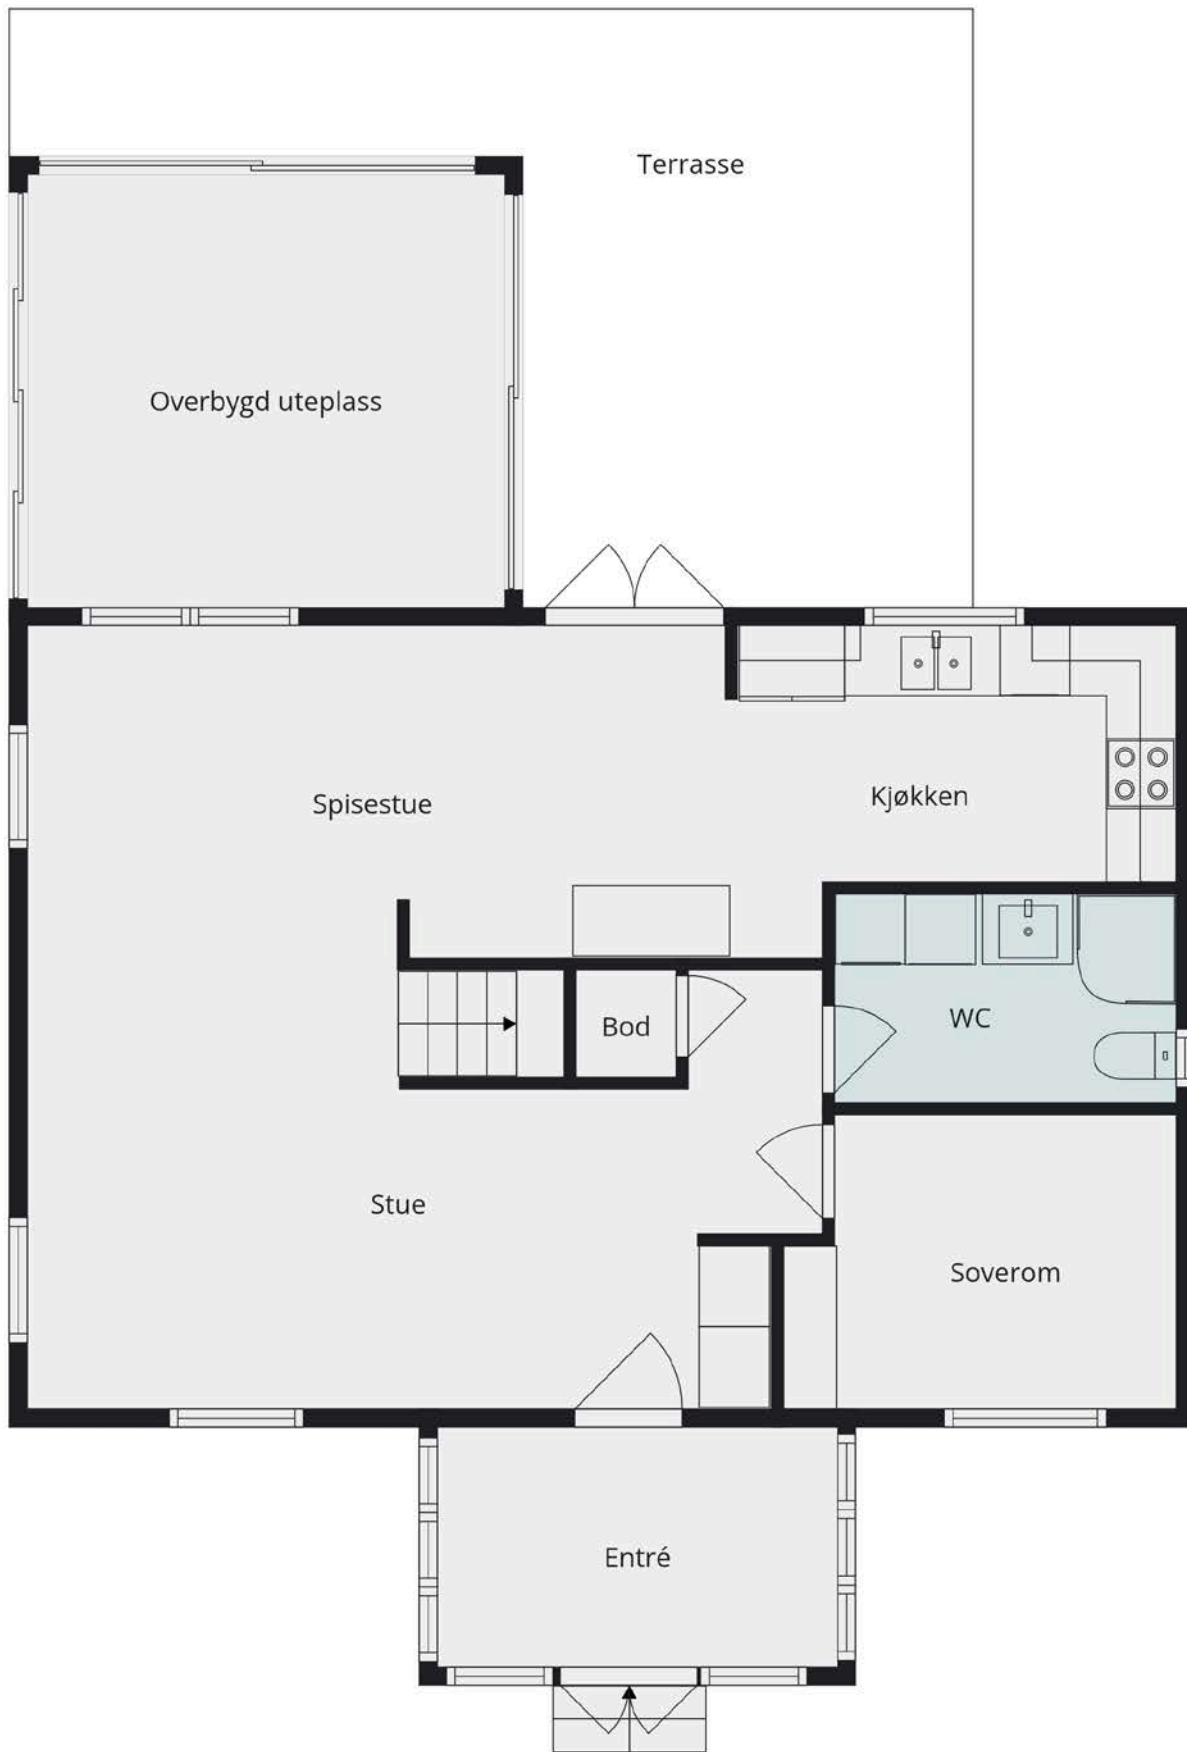 Terrasse
Overbygd uteplass
Spisestue
Kjøkken
Bod
WC
Stue
Soverom
Entré